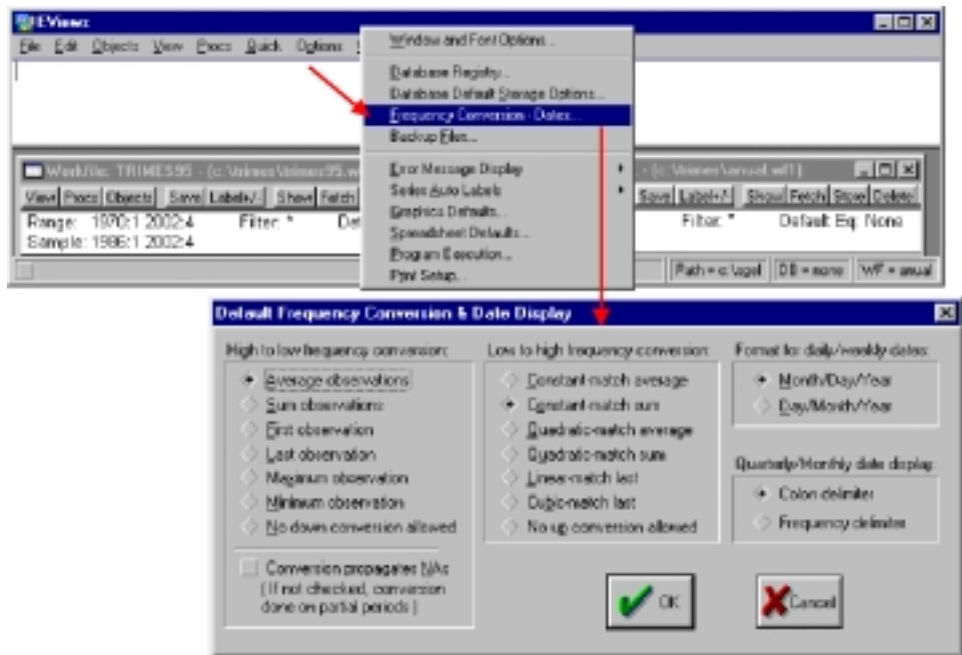 EViews
File Edit Objects View Procs Quick Options
Window and Font Options...
Database Registry...
Database Default Storage Options...
Frequency Conversion - Dates...
Backup Files...
Error Message Display
Series Auto Labels
Graphics Defaults...
Spreadsheet Defaults...
Program Execution...
Print Setup...
Workfile: TRIMES95 - (c:\trimes\trimes95.w
- (c:\trimes\anual.wf1)
View Procs Objects Save Label+/- Show Fetch
Save Label+/- Show Fetch Store Delete
Range: 1970:1 2002:4 Filter: * Def
Filter: * Default Eq: None
Sample: 1986:1 2002:4
Path = c:\sgel DB = none WF = anual
Default Frequency Conversion & Date Display
High to low frequency conversion:
Average observations
Sum observations
First observation
Last observation
Maximum observation
Minimum observation
No down conversion allowed
Conversion propagates NAs
(If not checked, conversion
done on partial periods)
Low to high frequency conversion:
Constant-match average
Constant-match sum
Quadratic-match average
Quadratic-match sum
Linear-match last
Cubic-match last
No up conversion allowed
Format for daily/weekly dates:
Month/Day/Year
Day/Month/Year
Quarterly/Monthly date display:
Colon delimiter
Frequency delimiter
OK
Cancel